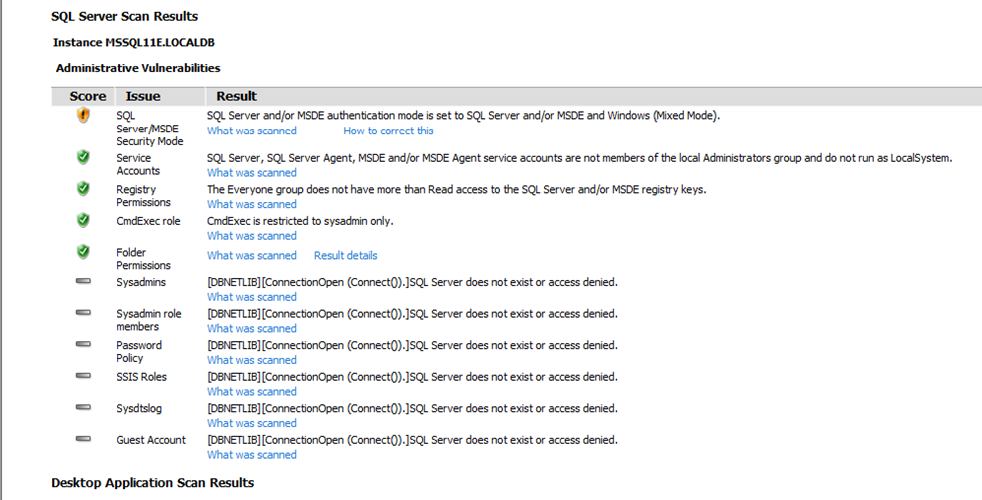 SQL Server Scan Results
Instance MSSQL11E.LOCALDB
Administrative Vulnerabilities
Score Issue Result
SQL Server/MSDE Security Mode SQL Server and/or MSDE authentication mode is set to SQL Server and/or MSDE and Windows (Mixed Mode).
What was scanned How to correct this
Service Accounts SQL Server, SQL Server Agent, MSDE and/or MSDE Agent service accounts are not members of the local Administrators group and do not run as LocalSystem.
What was scanned
Registry Permissions The Everyone group does not have more than Read access to the SQL Server and/or MSDE registry keys.
What was scanned
CmdExec role CmdExec is restricted to sysadmin only.
What was scanned
Folder Permissions What was scanned Result details
Sysadmins [DBNETLIB][ConnectionOpen (Connect()).]SQL Server does not exist or access denied.
What was scanned
Sysadmin role members [DBNETLIB][ConnectionOpen (Connect()).]SQL Server does not exist or access denied.
What was scanned
Password Policy [DBNETLIB][ConnectionOpen (Connect()).]SQL Server does not exist or access denied.
What was scanned
SSIS Roles [DBNETLIB][ConnectionOpen (Connect()).]SQL Server does not exist or access denied.
What was scanned
Sysdtslog [DBNETLIB][ConnectionOpen (Connect()).]SQL Server does not exist or access denied.
What was scanned
Guest Account [DBNETLIB][ConnectionOpen (Connect()).]SQL Server does not exist or access denied.
What was scanned
Desktop Application Scan Results